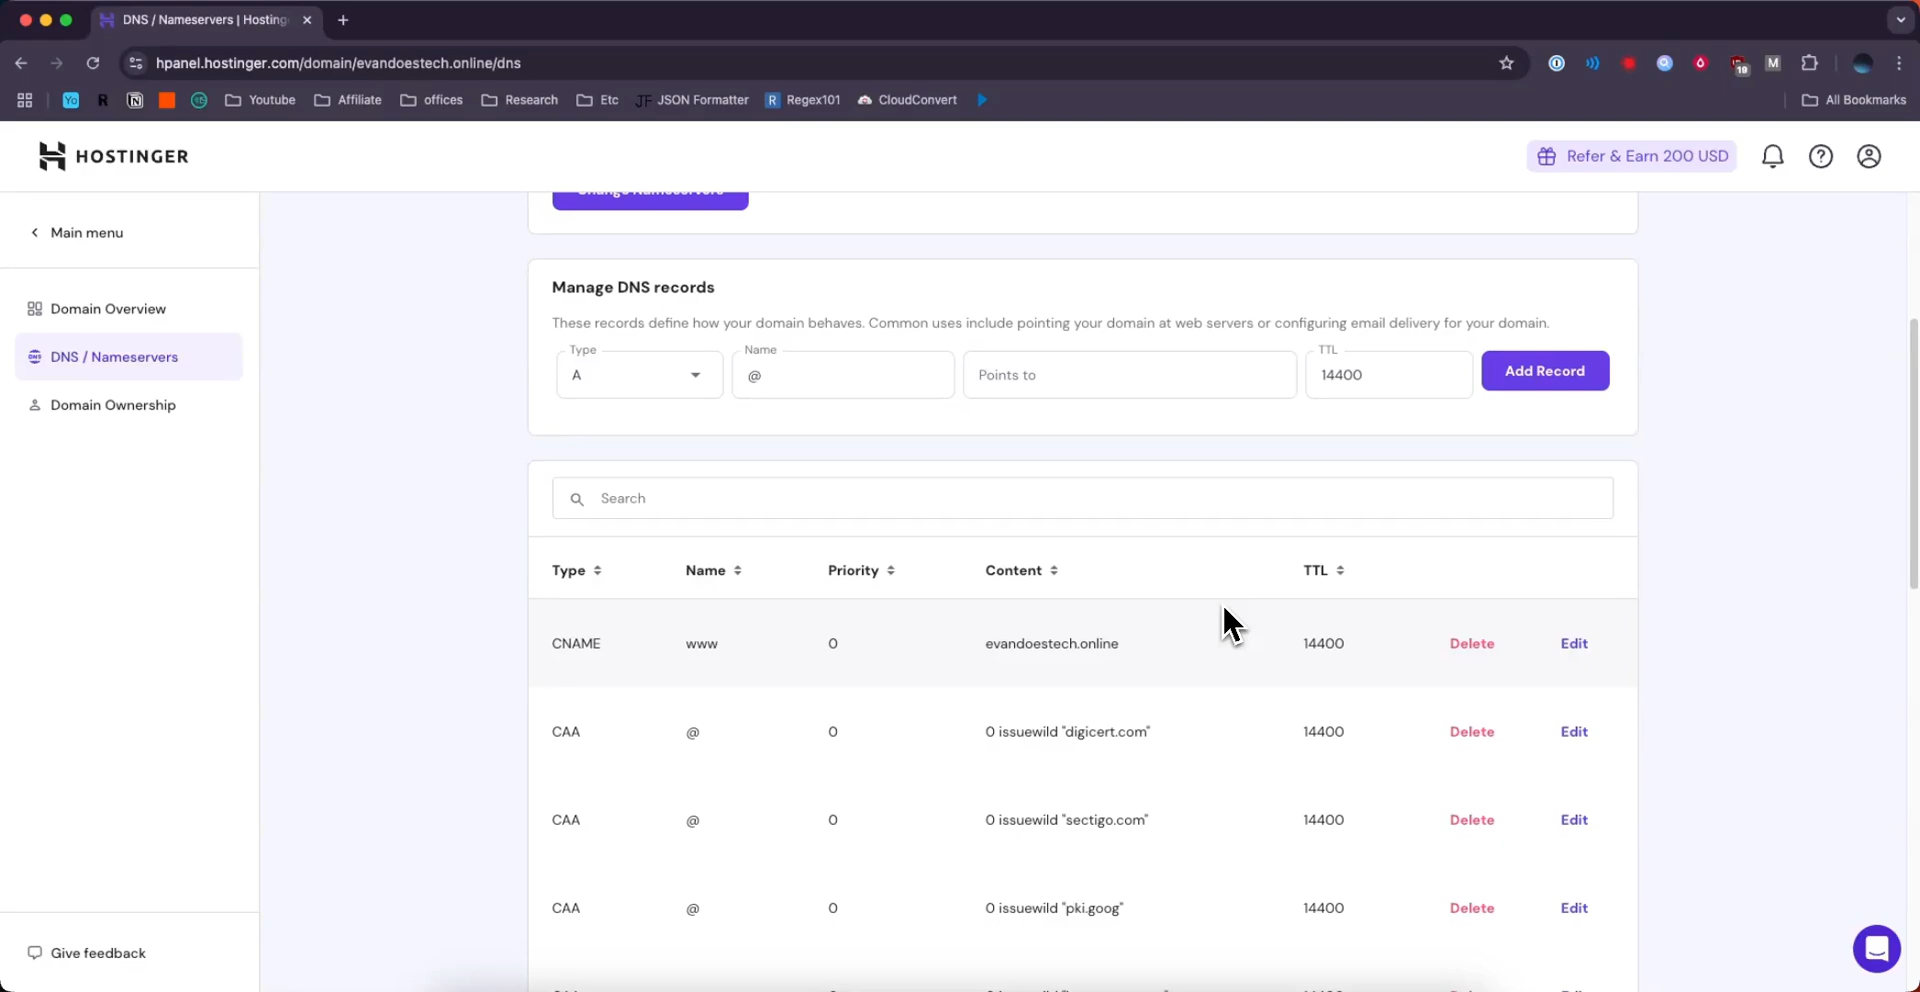 DNS / Nameservers | Hosting
hpanel.hostinger.com/domain/evandoestech.online/dns
19
M
Yo
R
Youtube
Affiliate
offices
Research
Etc
JF JSON Formatter
R Regex101
CloudConvert
All Bookmarks
HOSTINGER
Refer & Earn 200 USD
Main menu
Domain Overview
DNS / Nameservers
Domain Ownership
Give feedback
Change Nameservers
Manage DNS records
These records define how your domain behaves. Common uses include pointing your domain at web servers or configuring email delivery for your domain.
Type
A
Name
@
Points to
TTL
14400
Add Record
Search
Type Name Priority Content TTL
CNAME www 0 evandoestech.online 14400 Delete Edit
CAA @ 0 0 issuewild "digicert.com" 14400 Delete Edit
CAA @ 0 0 issuewild "sectigo.com" 14400 Delete Edit
CAA @ 0 0 issuewild "pki.goog" 14400 Delete Edit